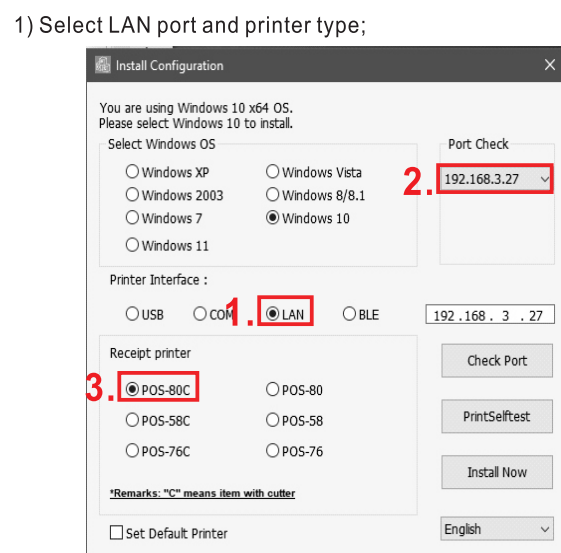 1) Select LAN port and printer type;
Install Configuration
You are using Windows 10 x64 OS.
Please select Windows 10 to install.
Select Windows OS
Port Check
Windows XP
Windows Vista
2.
192.168.3.27
Windows 2003
Windows 8/8.1
Windows 7
Windows 10
Windows 11
Printer Interface :
USB
COM
1.
LAN
BLE
192 . 168 . 3 . 27
Receipt printer
Check Port
3.
POS-80C
POS-80
POS-58C
POS-58
PrintSelftest
POS-76C
POS-76
Install Now
*Remarks: "C" means item with cutter
Set Default Printer
English